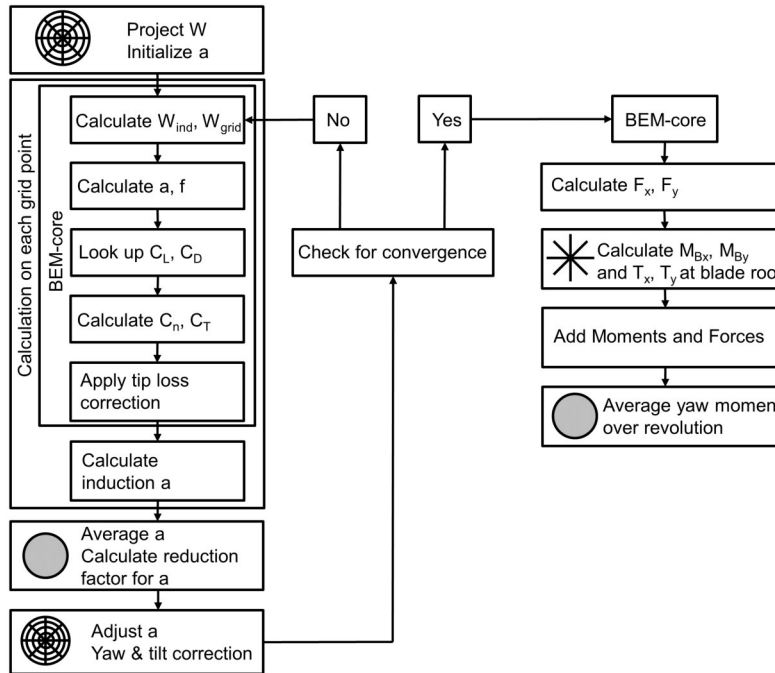 Project W
Initialize a
Calculation on each grid point
BEM-core
Calculate W_ind, W_grid
Calculate a, f
Look up C_L, C_D
Calculate C_n, C_T
Apply tip loss
correction
Calculate
induction a
Average a
Calculate reduction
factor for a
Adjust a
Yaw & tilt correction
No
Yes
Check for convergence
BEM-core
Calculate F_x, F_y
Calculate M_Bx, M_By
and T_x, T_y at blade roo
Add Moments and Forces
Average yaw momen
over revolution